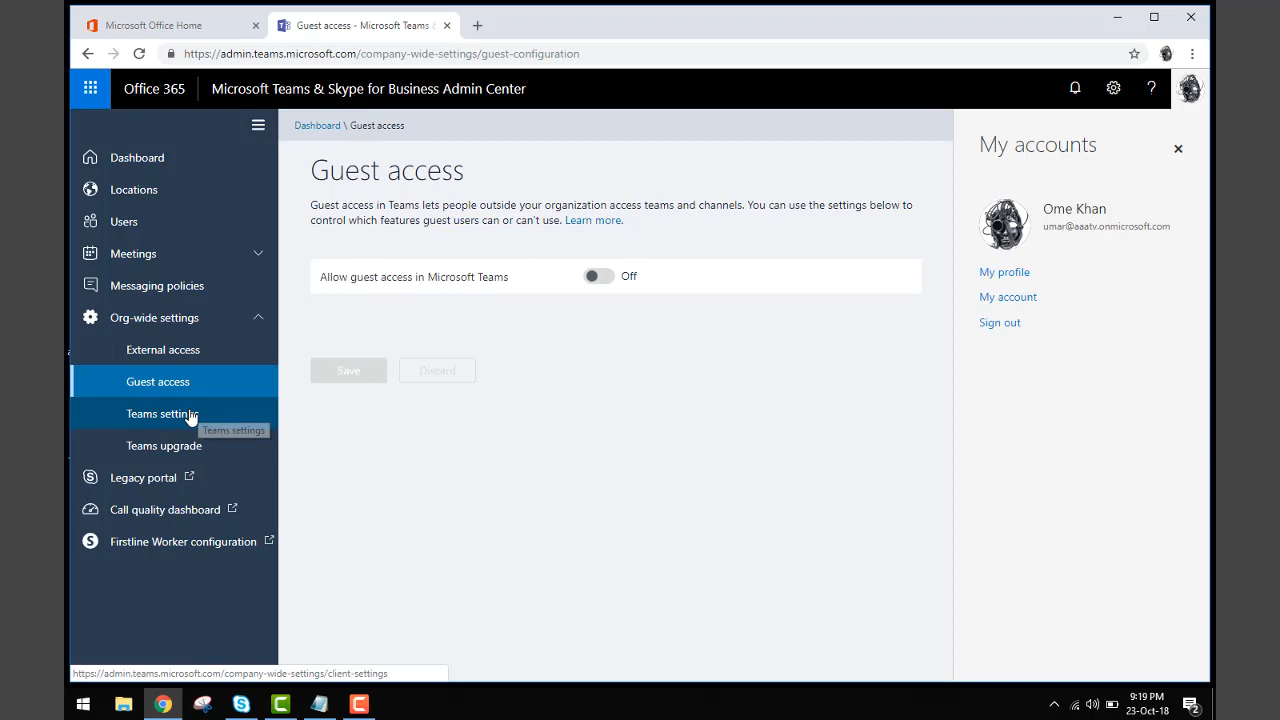 Microsoft Office Home
Guest access - Microsoft Teams &
https://admin.teams.microsoft.com/company-wide-settings/guest-configuration
Office 365
Microsoft Teams & Skype for Business Admin Center
Dashboard \ Guest access
My accounts
Dashboard
Guest access
Locations
Guest access in Teams lets people outside your organization access teams and channels. You can use the settings below to
control which features guest users can or can't use. Learn more.
Ome Khan
umar@aaatv.onmicrosoft.com
Users
Meetings
My profile
Allow guest access in Microsoft Teams
Off
Messaging policies
My account
Org-wide settings
Sign out
External access
Save
Discard
Guest access
Teams settings
Teams settings
Teams upgrade
Legacy portal
Call quality dashboard
Firstline Worker configuration
https://admin.teams.microsoft.com/company-wide-settings/client-settings
9:19 PM
23-Oct-18
2